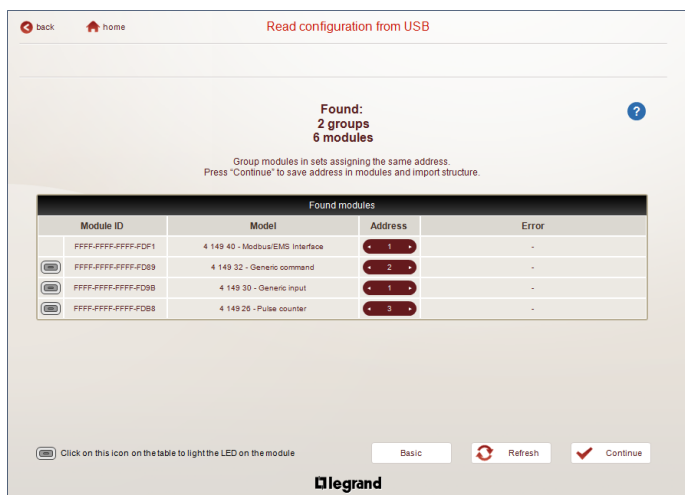 back home Read configuration from USB
?
Found:
2 groups
6 modules
Group modules in sets assigning the same address.
Press "Continue" to save address in modules and import structure.
Found modules
Module ID Model Address Error
FFFF-FFFF-FFFF-FDF1 4 149 40 - Modbus/EMS Interface 1 -
FFFF-FFFF-FFFF-FD89 4 149 32 - Generic command 2 -
FFFF-FFFF-FFFF-FD9B 4 149 30 - Generic input 1 -
FFFF-FFFF-FFFF-FDB8 4 149 26 - Pulse counter 3 -
Click on this icon on the table to light the LED on the module Basic Refresh Continue
legrand